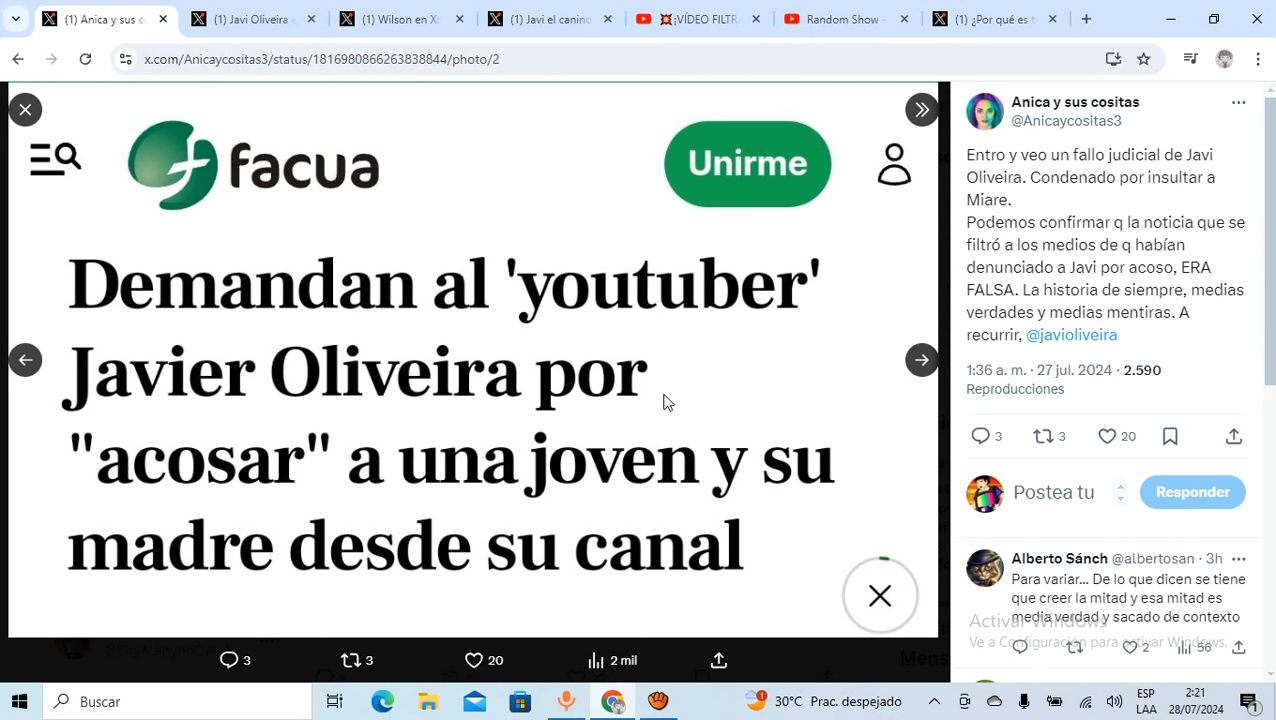 (1) Anica y sus co
(1) Javi Oliveira
(1) Wilson en X:
(1) Javi el canino
¡VÍDEO FILTR
Random Show -
(1) ¿Por qué es t
x.com/Anicaycositas3/status/1816980866263838844/photo/2
facua
Unirme
Demandan al 'youtuber'
Javier Oliveira por
"acosar" a una joven y su
madre desde su canal
3
3
20
2 mil
Anica y sus cositas
@Anicaycositas3
Entro y veo un fallo judicial de Javi
Oliveira. Condenado por insultar a
Miare.
Podemos confirmar q la noticia que se
filtró a los medios de q habían
denunciado a Javi por acoso, ERA
FALSA. La historia de siempre, medias
verdades y medias mentiras. A
recurrir, @javioliveira
1:36 a. m. · 27 jul. 2024 · 2.590
Reproducciones
3
3
20
Postea tu
Responder
Alberto Sánch @albertosan · 3h
Para variar... De lo que dicen se tiene
que creer la mitad y esa mitad es
media verdad y sacado de contexto
2
56
Activar Windows
Ve a Configuración para activar Windows.
Buscar
1
30°C Prac. despejado
ESP
LAA
2:21
28/07/2024
1